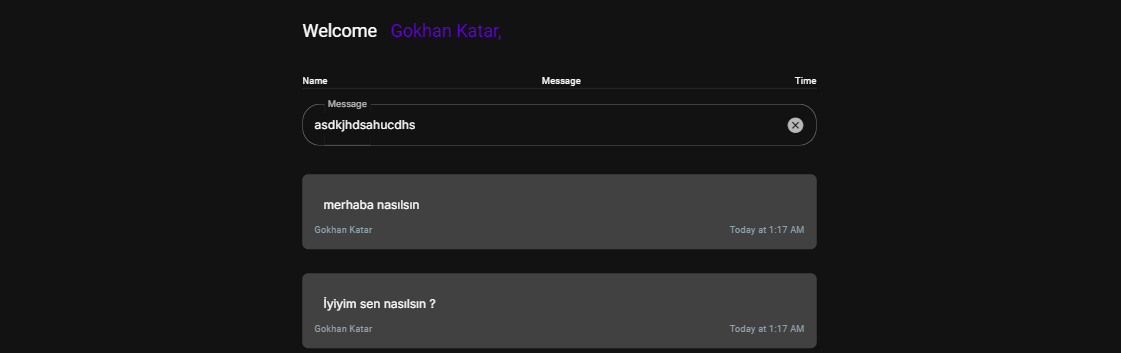 Welcome Gokhan Katar,
Name Message Time
Message
asdkjhdsahucdhs
merhaba nasılsın
Gokhan Katar Today at 1:17 AM
İyiyim sen nasılsın ?
Gokhan Katar Today at 1:17 AM